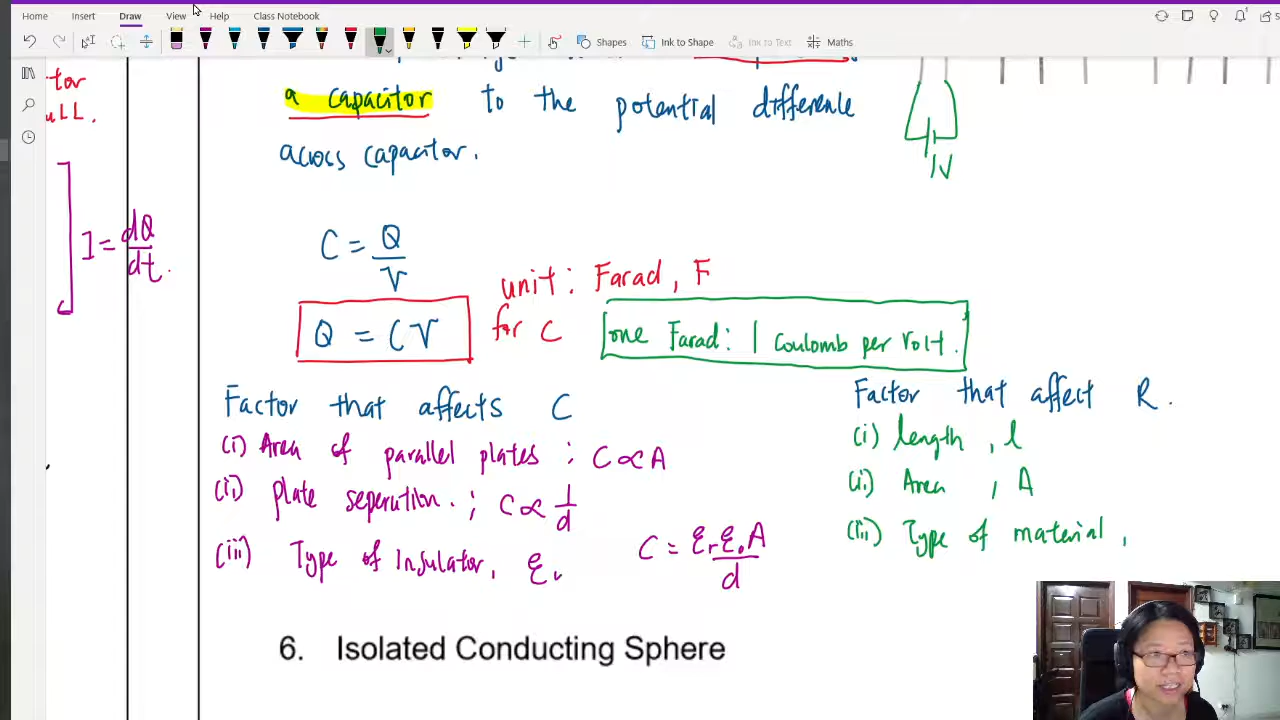 Home Insert Draw View Help Class Notebook
Shapes Ink to Shape Ink to Text Maths
a capacitor to the potential difference
across capacitor.
tor
ull.
1V
I = dQ/dt.
C = Q/V
unit: Farad, F
for C
Q = CV
one Farad: 1 Coulomb per Volt.
Factor that affects C
(i) Area of parallel plates : C ∝ A
(ii) plate seperation. ; C ∝ 1/d
(iii) Type of Insulator, εr
C = εrε0A/d
Factor that affect R.
(i) length, l
(ii) Area, A
(iii) Type of material,
6. Isolated Conducting Sphere